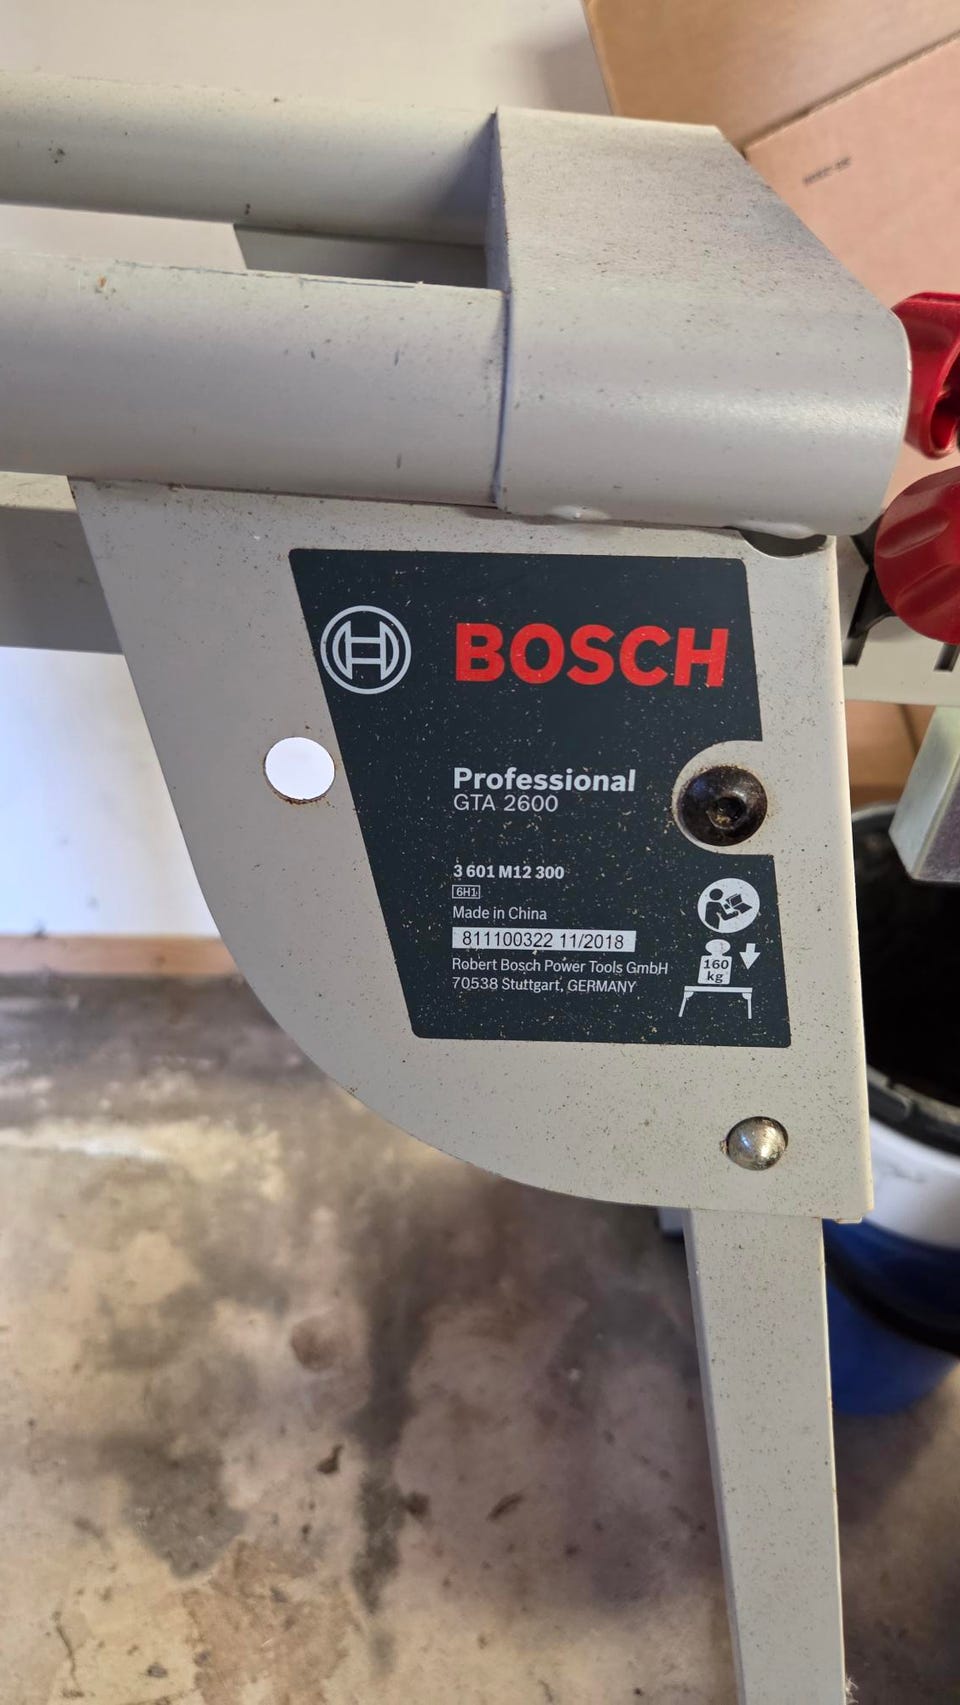 BOSCH
Professional
GTA 2600
3 601 M12 300
6H1
Made in China
811100322 11/2018
Robert Bosch Power Tools GmbH
70538 Stuttgart, GERMANY
160
kg